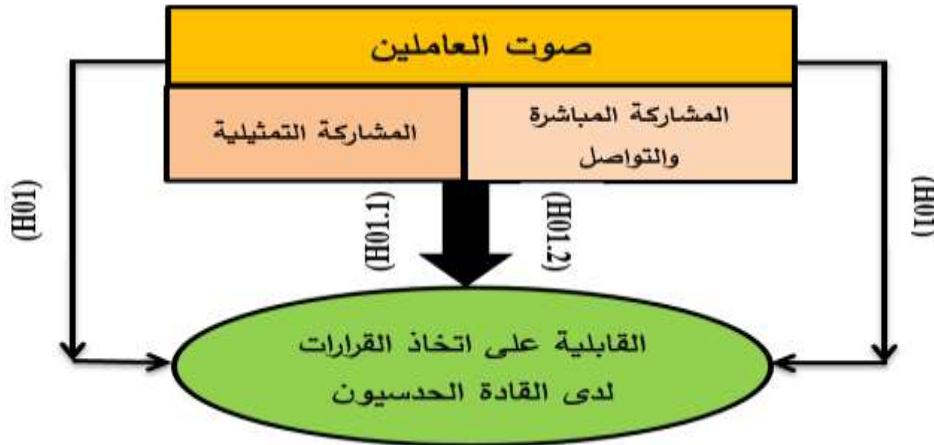 صوت العاملين
المشاركة المباشرة
والتواصل
المشاركة التمثيلية
(H01)
(H01.2)
(H01.1)
(H01)
القابلية على اتخاذ القرارات
لدى القادة الحدسيون